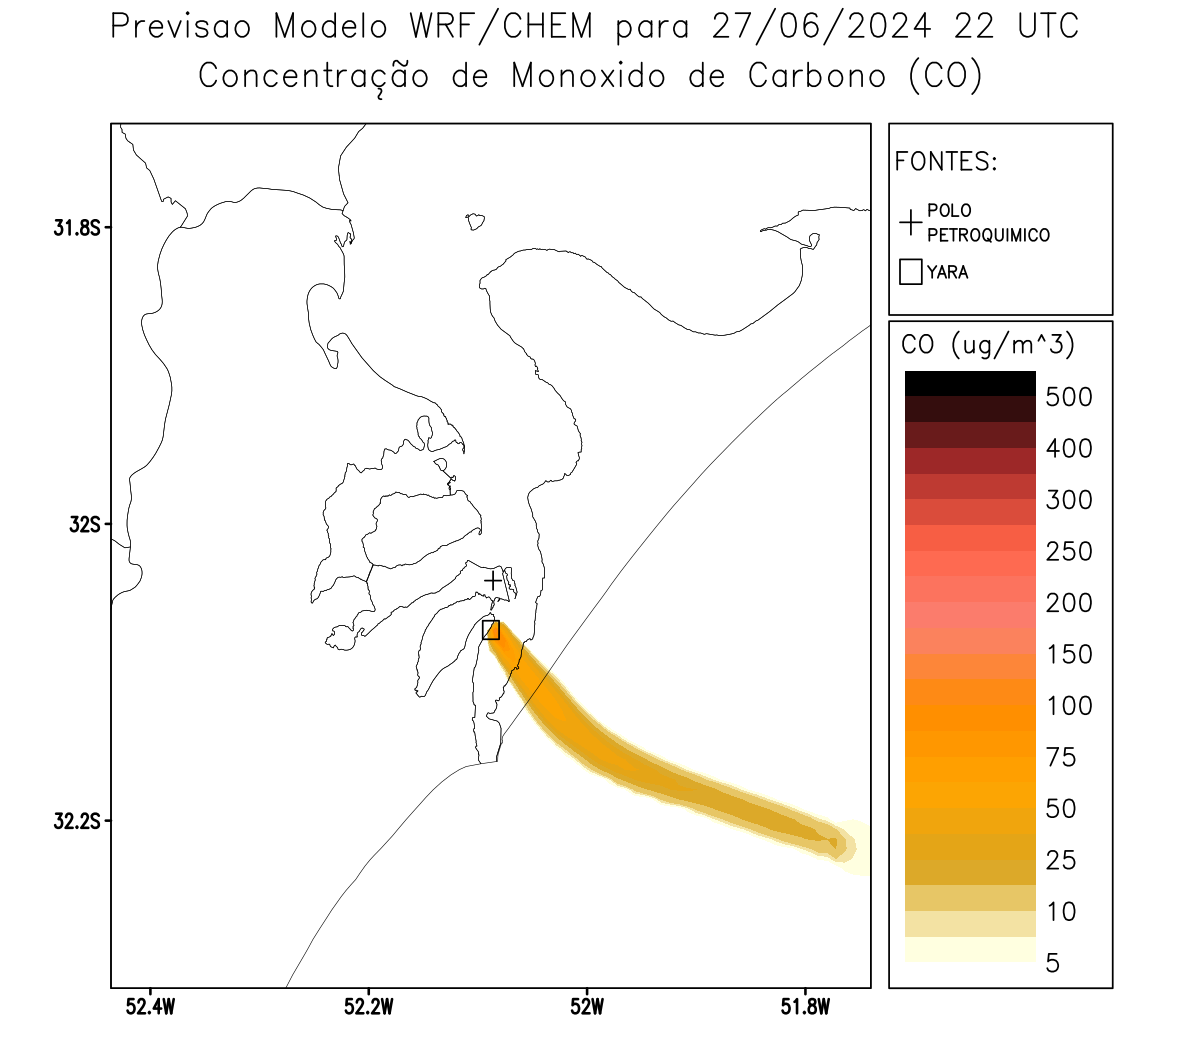 Previsao Modelo WRF/CHEM para 27/06/2024 22 UTC
Concentração de Monoxido de Carbono (CO)
FONTES:
POLO
PETROQUIMICO
YARA
CO (ug/m^3)
500
400
300
250
200
150
100
75
50
25
10
5
31.8S
32S
32.2S
52.4W
52.2W
52W
51.8W